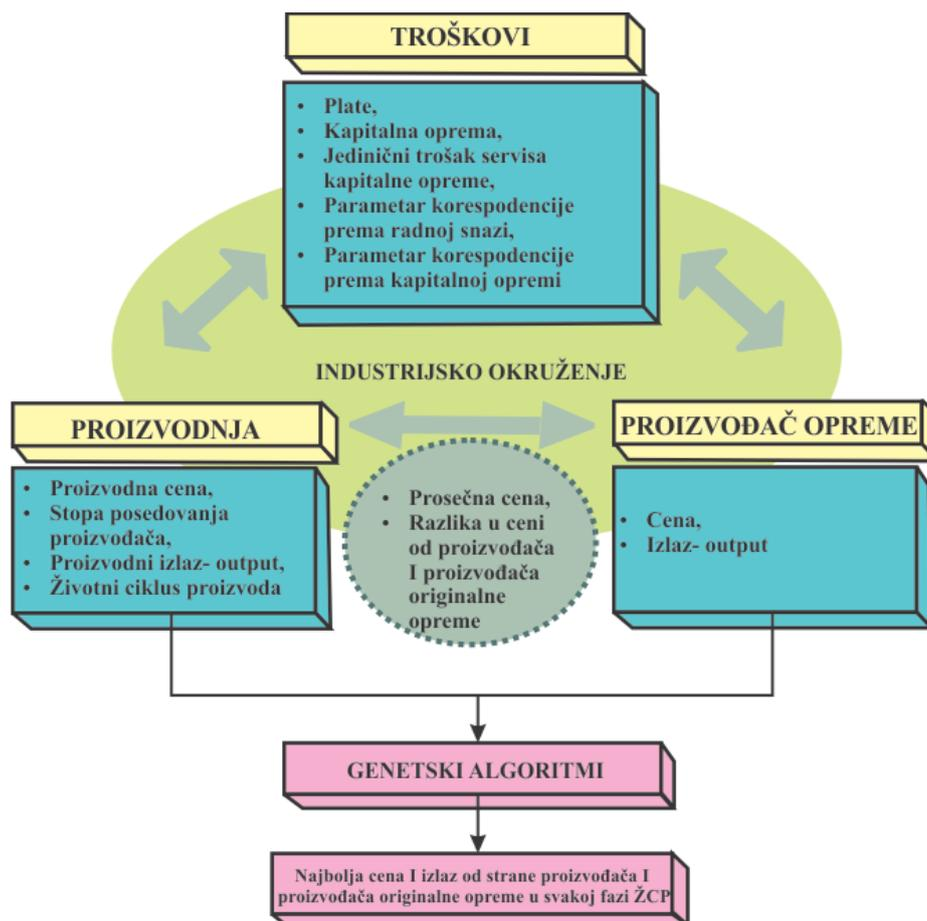 TROŠKOVI
• Plate,
• Kapitalna oprema,
• Jedinični trošak servisa
kapitalne opreme,
• Parametar korespodencije
prema radnoj snazi,
• Parametar korespodencije
prema kapitalnoj opremi
INDUSTRIJSKO OKRUŽENJE
PROIZVODNJA
• Proizvodna cena,
• Stopa posedovanja
proizvođača,
• Proizvodni izlaz- output,
• Životni ciklus proizvoda
• Prosečna cena,
• Razlika u ceni
od proizvođača
I proizvođača
originalne
opreme
PROIZVOĐAČ OPREME
• Cena,
• Izlaz- output
GENETSKI ALGORITMI
Najbolja cena I izlaz od strane proizvođača I
proizvođača originalne opreme u svakoj fazi ŽCP